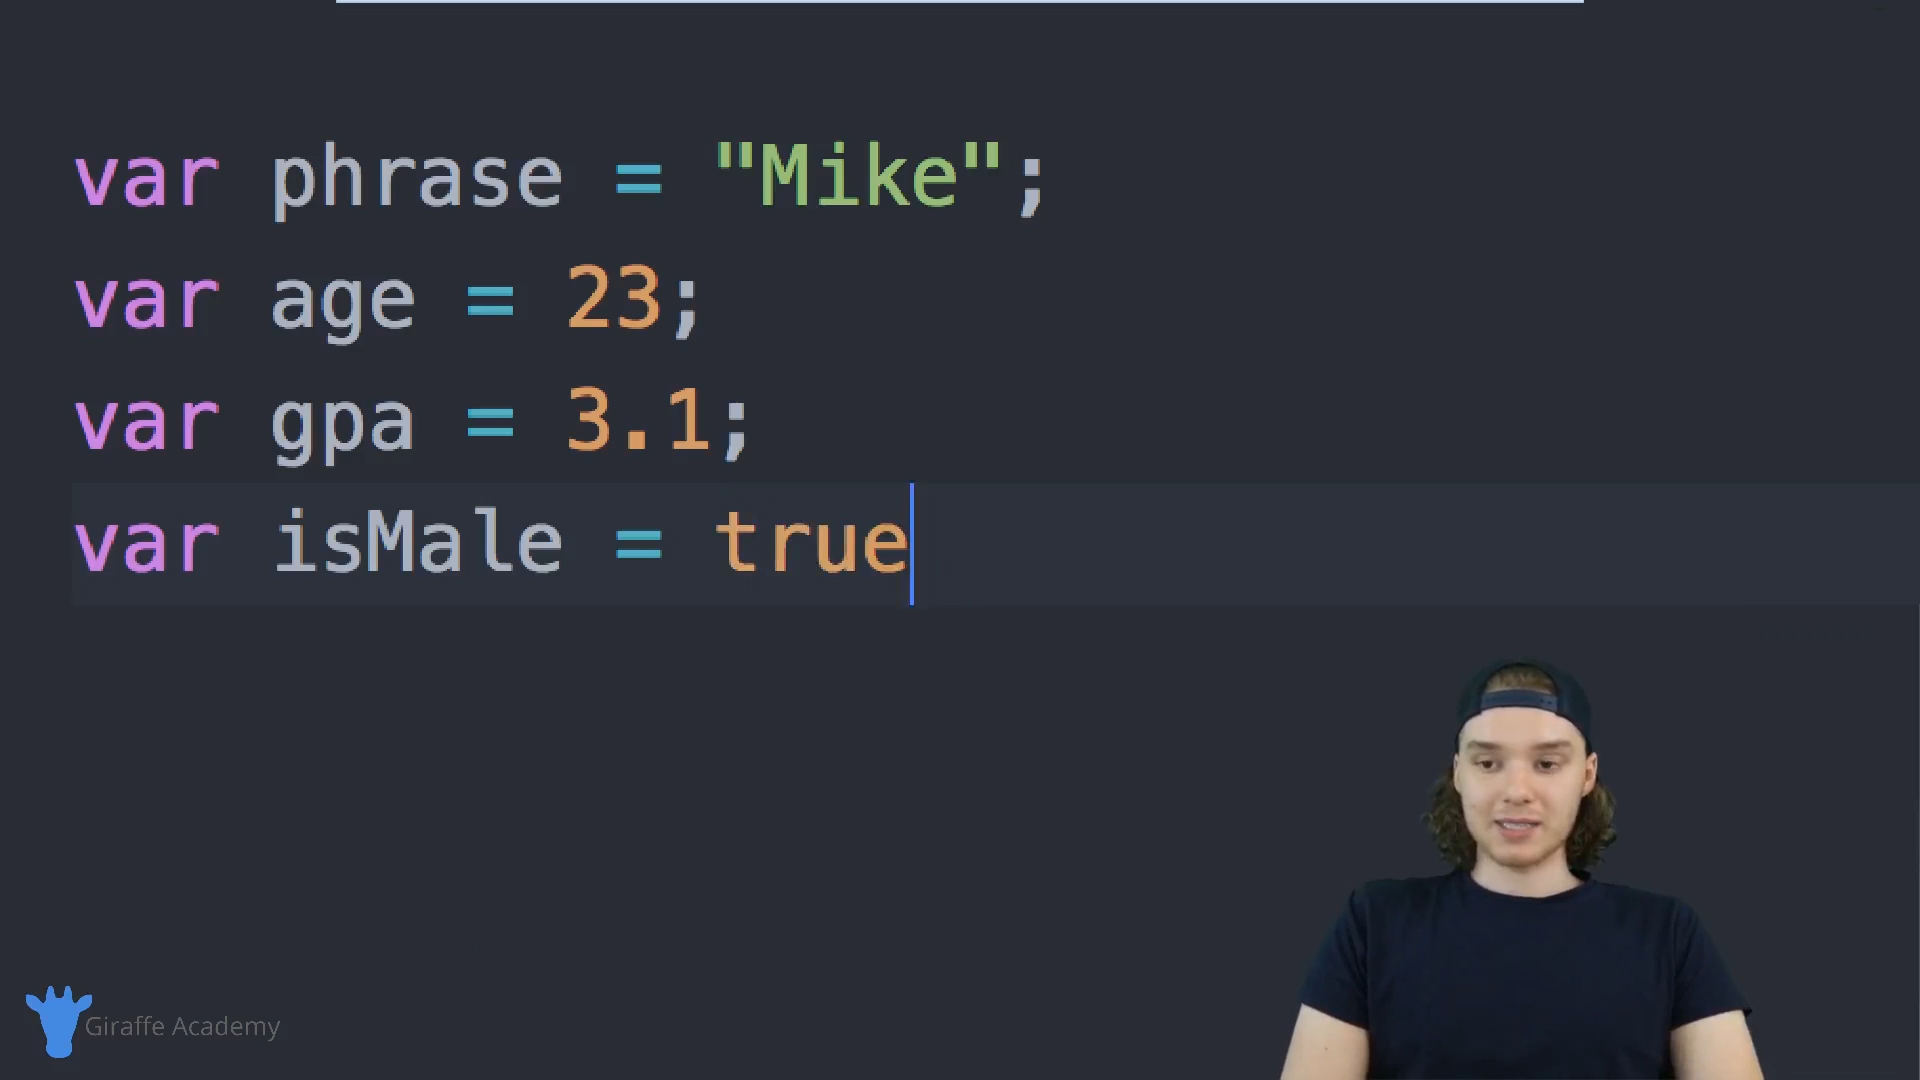 var phrase = "Mike";
var age = 23;
var gpa = 3.1;
var isMale = true
Giraffe Academy